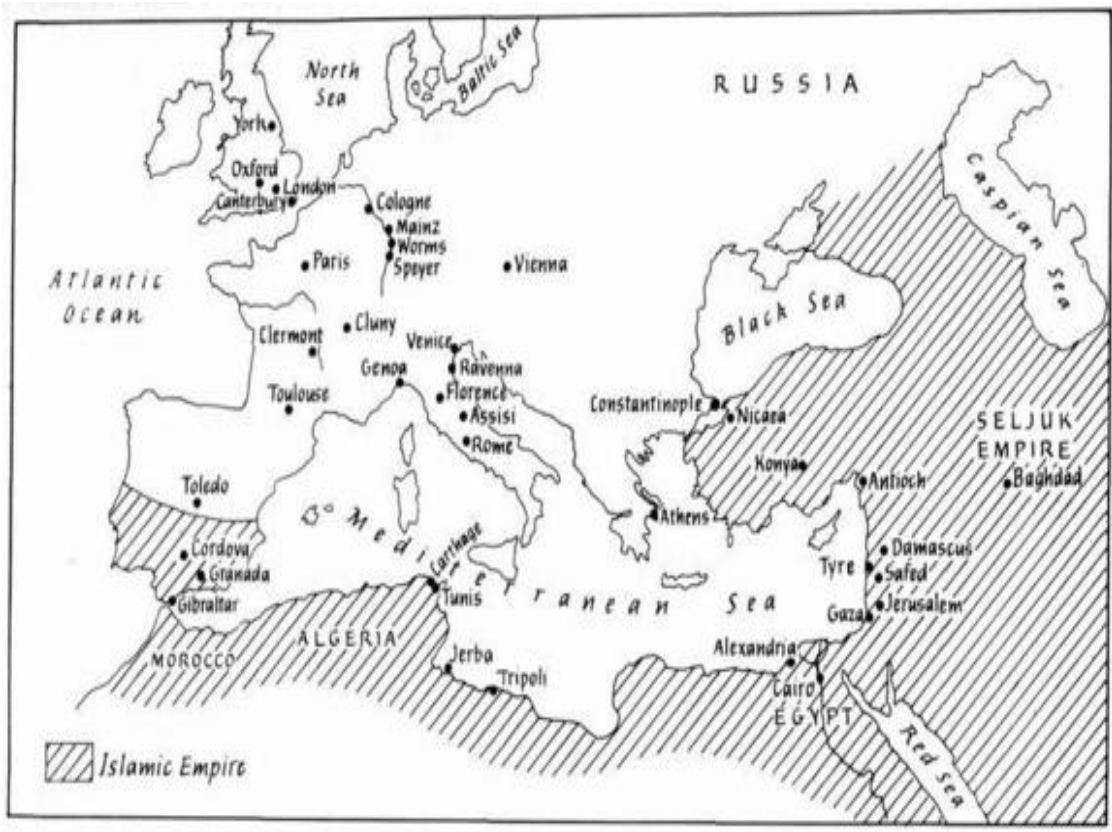 North
Sea
Baltic Sea
RUSSIA
York
Oxford
London
Canterbury
Cologne
Mainz
Worms
Speyer
Paris
Vienna
Atlantic
Ocean
Caspian Sea
Black Sea
Cluny
Clermont
Venice
Ravenna
Genoa
Florence
Toulouse
Assisi
Rome
Constantinople
Nicaea
SELJUK
EMPIRE
Konya
Baghdad
Antioch
Toledo
Athens
Mediterranean Sea
Carthage
Tunis
Cordova
Granada
Gibraltar
Damascus
Tyre
Safed
Jerusalem
Gaza
ALGERIA
MOROCCO
Jerba
Tripoli
Alexandria
Cairo
EGYPT
Red Sea
Islamic Empire